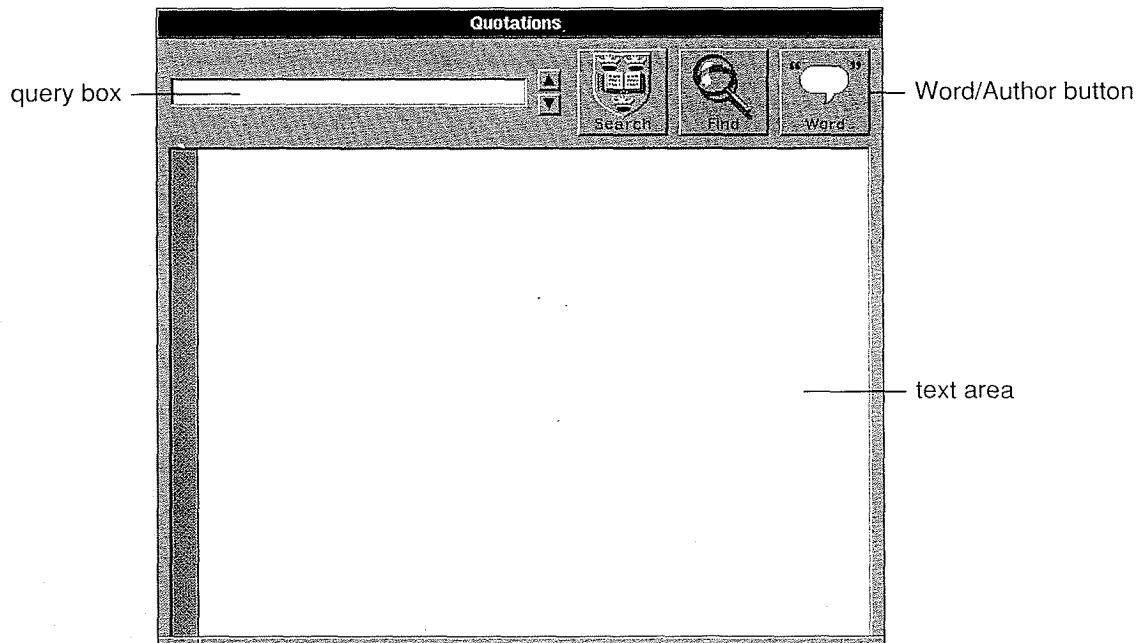 Quotations
query box
Search
Find
“ ”
Word
Word/Author button
text area